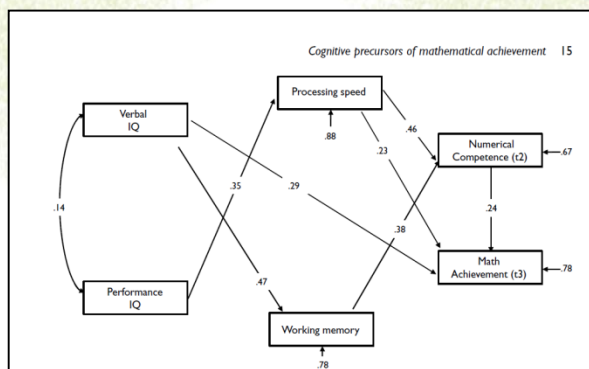 Cognitive precursors of mathematical achievement 15
Processing speed
Verbal
IQ
.88
.46
Numerical
Competence (t2)
.67
.23
.35
.29
.14
.38
.24
Performance
IQ
.47
Math
Achievement (t3)
.78
Working memory
.78